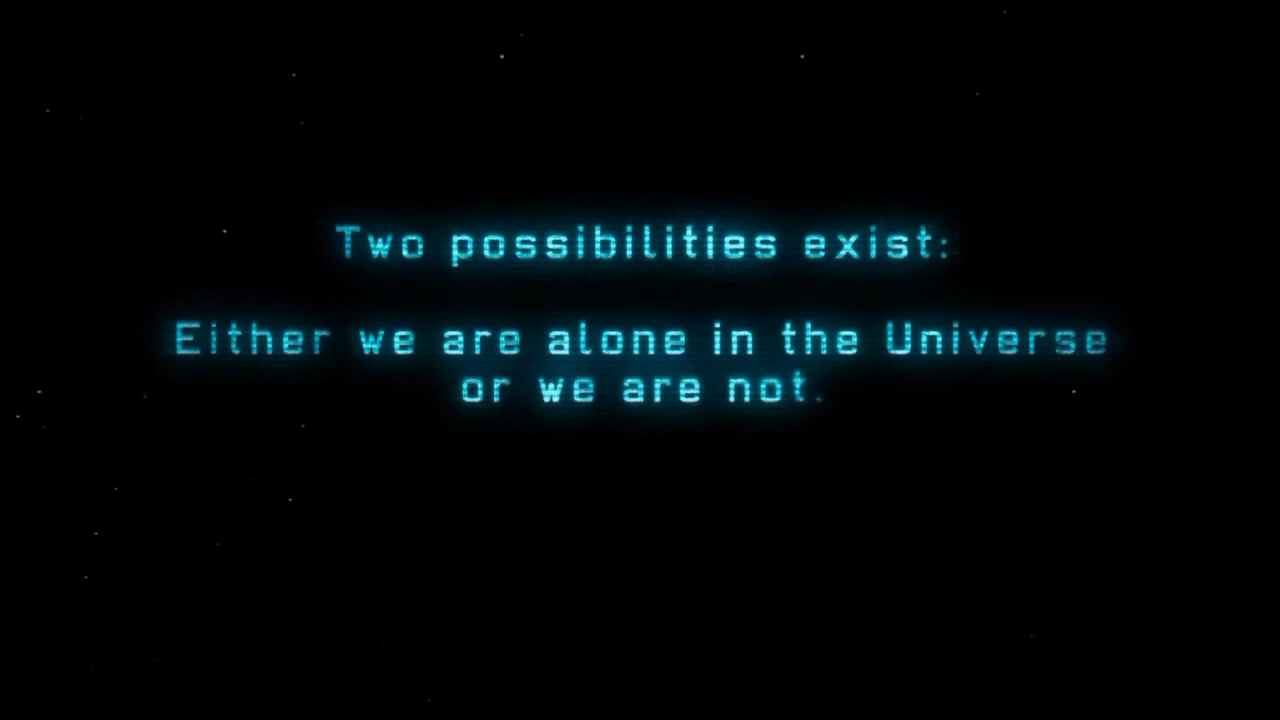 Two possibilities exist:
Either we are alone in the Universe
or we are not.